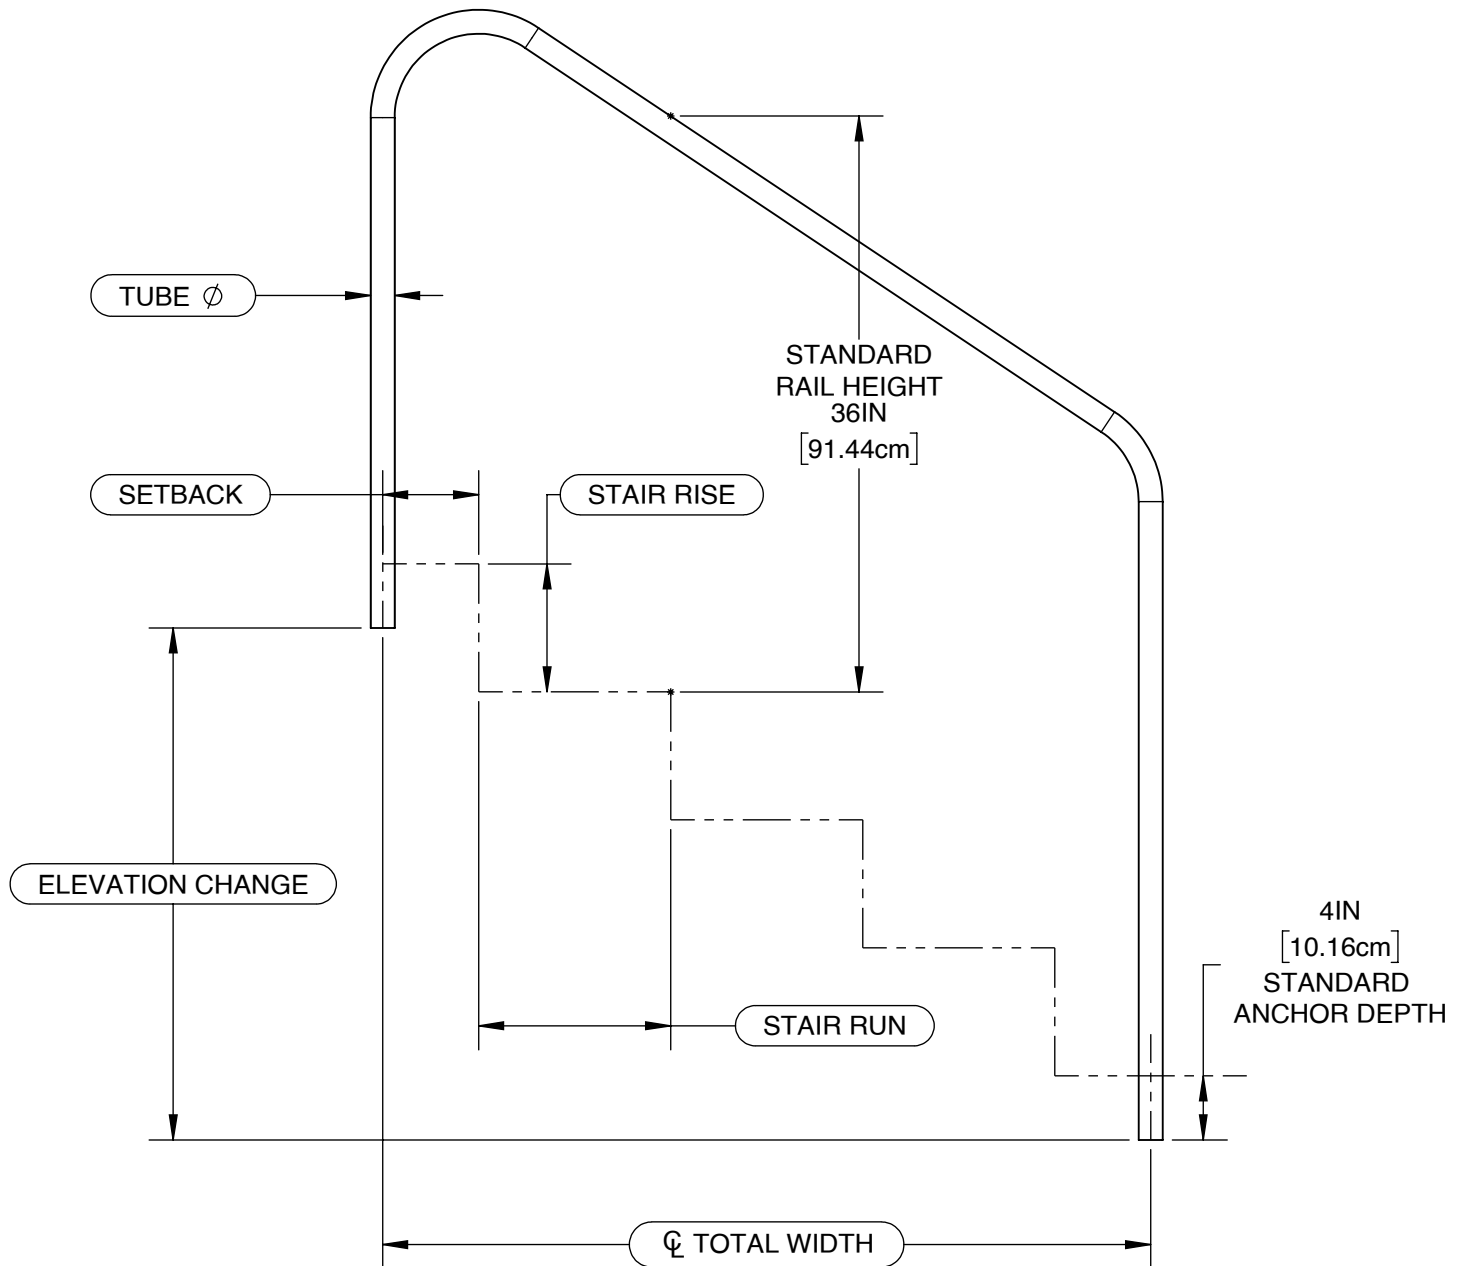 TUBE ⌀
STANDARD
RAIL HEIGHT
36IN
[91.44cm]
SETBACK
STAIR RISE
ELEVATION CHANGE
4IN
[10.16cm]
STANDARD
ANCHOR DEPTH
STAIR RUN
℄ TOTAL WIDTH